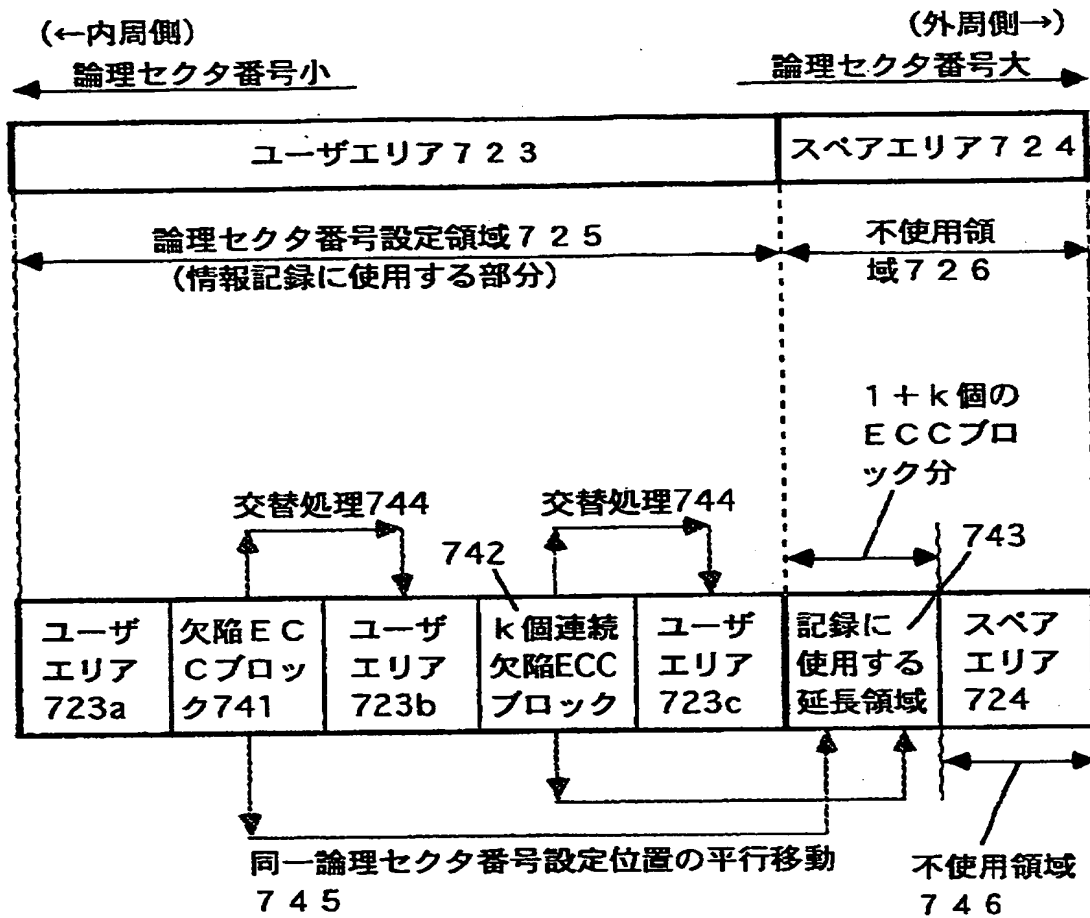 (←内周側)
(外周側→)
論理セクタ番号小
論理セクタ番号大
ユーザエリア723
スペアエリア724
論理セクタ番号設定領域725
(情報記録に使用する部分)
不使用領
域726
1+k個の
ECCブロ
ック分
交替処理744
交替処理744
742
743
ユーザ
エリア
723a
欠陥EC
Cブロッ
ク741
ユーザ
エリア
723b
k個連続
欠陥ECC
ブロック
ユーザ
エリア
723c
記録に
使用する
延長領域
スペア
エリア
724
同一論理セクタ番号設定位置の平行移動
745
不使用領域
746